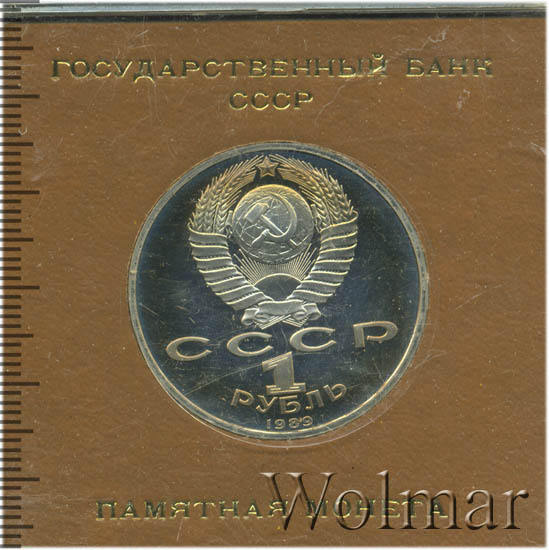 ГОСУДАРСТВЕННЫЙ БАНК
СССР
СССР
1
РУБЛЬ
1989
ПАМЯТНАЯ МОНЕТА
Wolmar